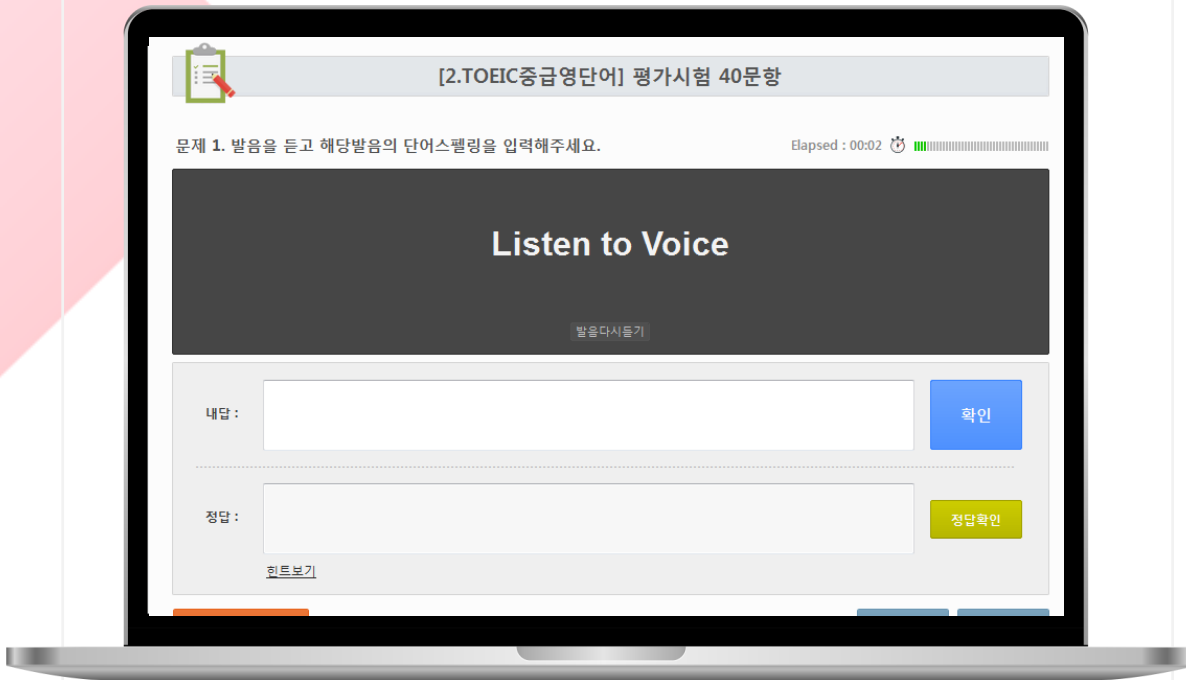 [2.TOEIC중급영단어] 평가시험 40문항
문제 1. 발음을 듣고 해당발음의 단어스펠링을 입력해주세요.
Elapsed : 00:02
Listen to Voice
발음다시듣기
내답 :
확인
정답 :
정답확인
힌트보기